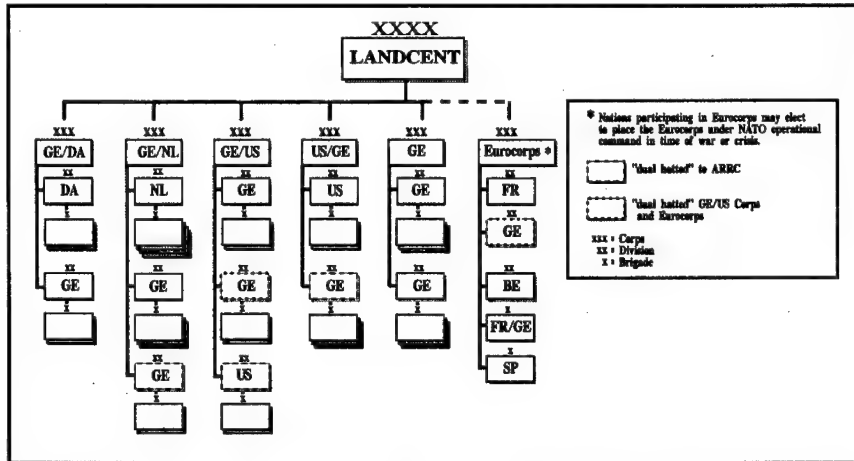 XXXX
LANDCENT
XXX XXX XXX XXX XXX XXX
GE/DA GE/NL GE/US US/GE GE Eurocorps *
XX XX XX XX XX XX
DA NL GE US GE FR
X X X X X XX
GE
XX XX XX XX XX XX
GE GE GE GE GE BE
X X X X X X
FR/GE
XX XX X
GE US SP
X X
* Nations participating in Eurocorps may elect
to place the Eurocorps under NATO operational
command in time of war or crisis.
"dual hatted" to ARRC
"dual hatted" GE/US Corps
and Eurocorps
xxx = Corps
xx = Division
x = Brigade